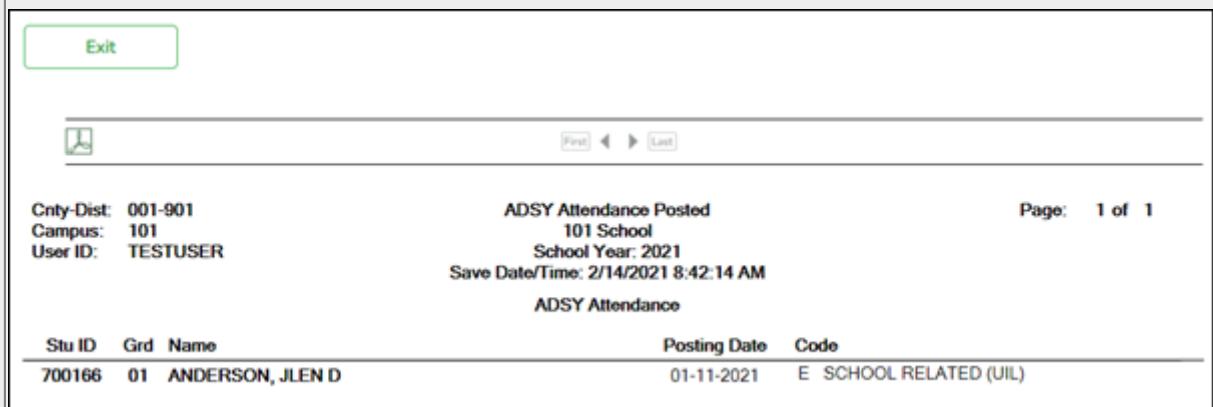 Exit
First Last
Cnty-Dist: 001-901 ADSY Attendance Posted Page: 1 of 1
Campus: 101 101 School
User ID: TESTUSER School Year: 2021
Save Date/Time: 2/14/2021 8:42:14 AM
ADSY Attendance
Stu ID Grd Name Posting Date Code
700166 01 ANDERSON, JLEN D 01-11-2021 E SCHOOL RELATED (UIL)